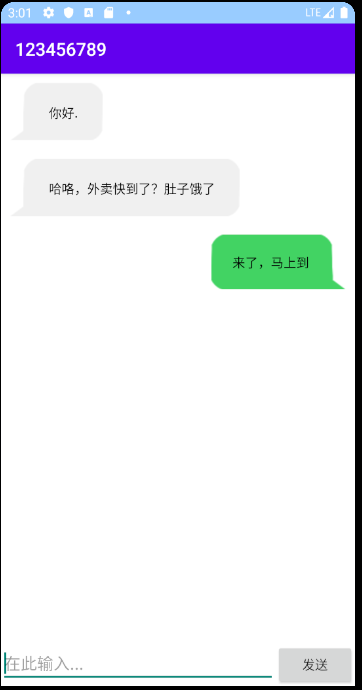 3:01 LTE
123456789
你好.
哈咯，外卖快到了？肚子饿了
来了，马上到
在此输入...
发送